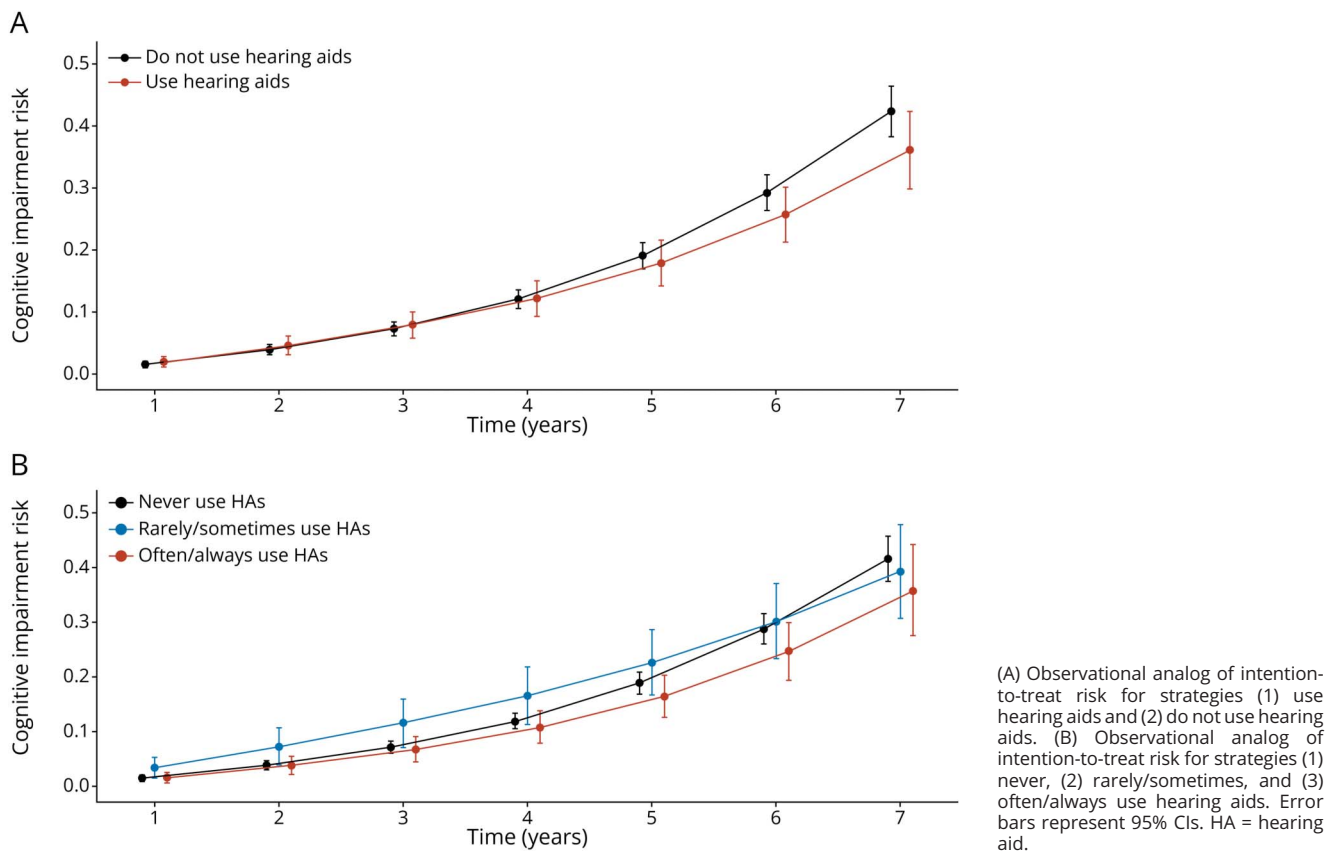 A
Do not use hearing aids
Use hearing aids
Cognitive impairment risk
0.5
0.4
0.3
0.2
0.1
0.0
1 2 3 4 5 6 7
Time (years)
B
Never use HAs
Rarely/sometimes use HAs
Often/always use HAs
Cognitive impairment risk
0.5
0.4
0.3
0.2
0.1
0.0
1 2 3 4 5 6 7
Time (years)
(A) Observational analog of intention-
to-treat risk for strategies (1) use
hearing aids and (2) do not use hearing
aids. (B) Observational analog of
intention-to-treat risk for strategies (1)
never, (2) rarely/sometimes, and (3)
often/always use hearing aids. Error
bars represent 95% CIs. HA = hearing
aid.